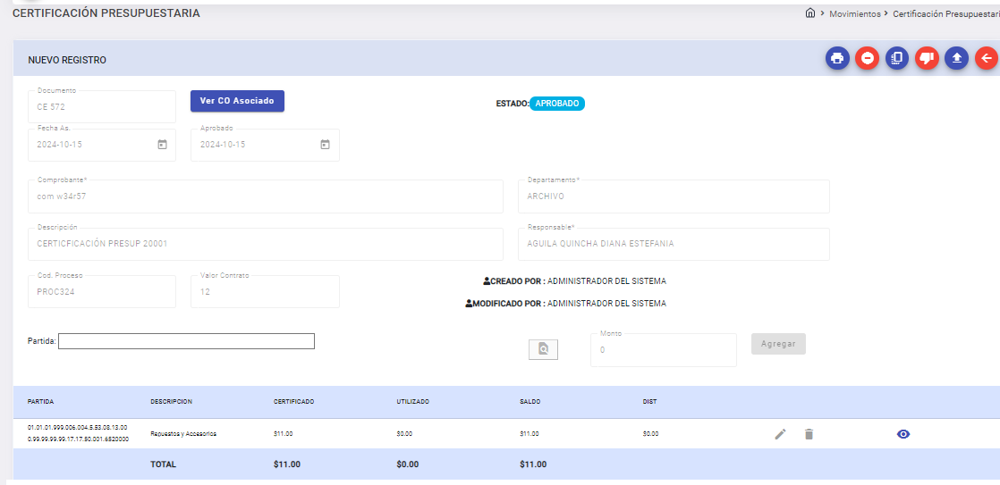 CERTIFICACIÓN PRESUPUESTARIA
Movimientos
Certificación Presupuestari
NUEVO REGISTRO
Documento
CE 572
Ver CO Asociado
ESTADO: APROBADO
Fecha As.
2024-10-15
Aprobado
2024-10-15
Comprobante*
com w34r57
Departamento*
ARCHIVO
Descripción
CERTICFICACIÓN PRESUP 20001
Responsable*
AGUILA QUINCHA DIANA ESTEFANIA
Cod. Proceso
PROC324
Valor Contrato
12
CREADO POR : ADMINISTRADOR DEL SISTEMA
MODIFICADO POR : ADMINISTRADOR DEL SISTEMA
Partida:
Monto
0
Agregar
PARTIDA DESCRIPCION CERTIFICADO UTILIZADO SALDO DIST
01.01.01.999.006.004.5.53.08.13.00
0.99.99.99.99.17.17.50.001.6520000
Repuestos y Accesorios $11.00 $0.00 $11.00 $0.00
TOTAL $11.00 $0.00 $11.00